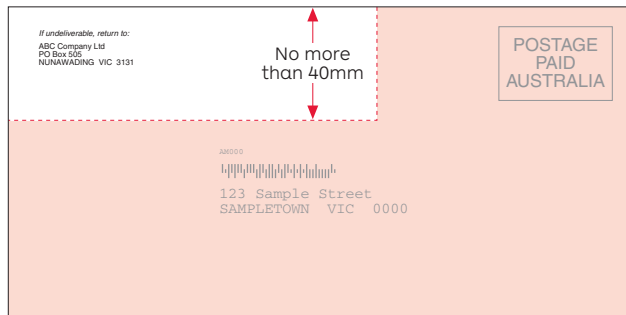 If undeliverable, return to:
ABC Company Ltd
PO Box 505
NUNAWADING VIC 3131
No more
than 40mm
POSTAGE
PAID
AUSTRALIA
AM000
123 Sample Street
SAMPLETOWN VIC 0000